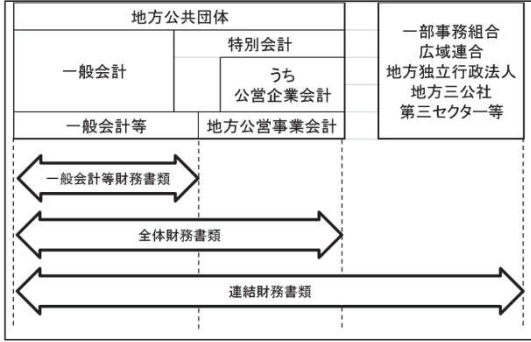 地方公共団体
一般会計
特別会計
うち
公営企業会計
一般会計等
地方公営事業会計
一部事務組合
広域連合
地方独立行政法人
地方三公社
第三セクター等
一般会計等財務書類
全体財務書類
連結財務書類